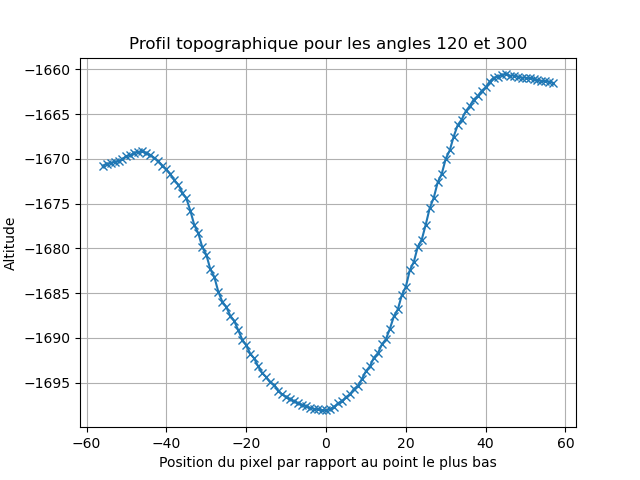 Profil topographique pour les angles 120 et 300
−1660
−1665
−1670
−1675
−1680
−1685
−1690
−1695
Altitude
−60 −40 −20 0 20 40 60
Position du pixel par rapport au point le plus bas